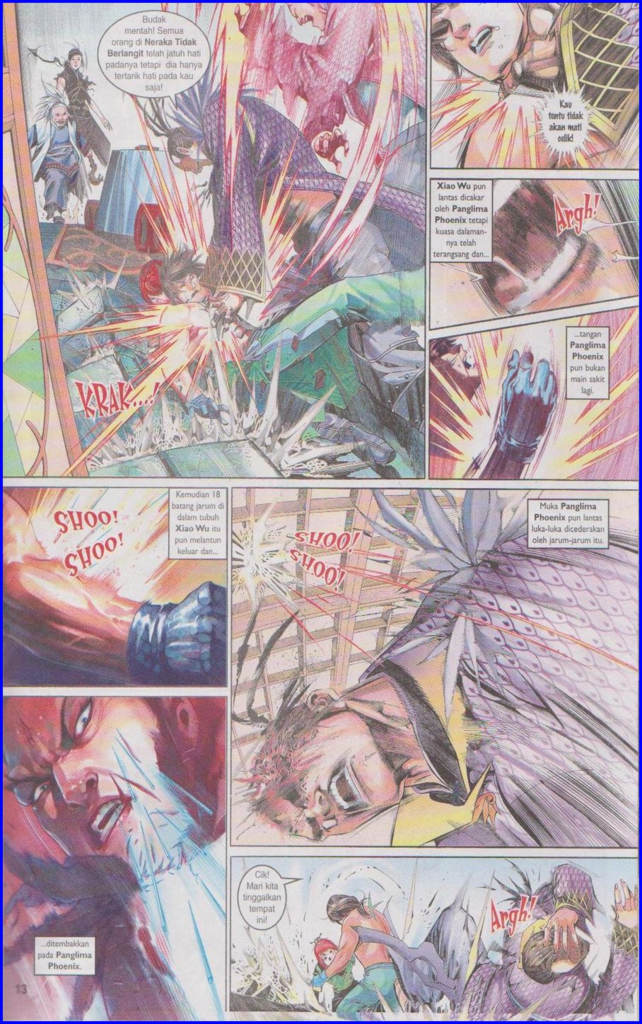 Budak
mentah! Semua
orang di Neraka Tidak
Berlangit telah jatuh hati
padanya tetapi dia hanya
tertarik hati pada kau
saja!
KRAK...!
Kau
tentu tidak
akan mati
adik!
Xiao Wu pun
lantas dicakar
oleh Panglima
Phoenix tetapi
kuasa dalaman-
nya telah
terangsang dan...
Argh!
...tangan
Panglima
Phoenix
pun bukan
main sakit
lagi.
Kemudian 18
batang jarum di
dalam tubuh
Xiao Wu itu
pun melantun
keluar dan...
SHOO!
SHOO!
Muka Panglima
Phoenix pun lantas
luka-luka dicederakan
oleh jarum-jarum itu.
SHOO!
SHOO!
...ditembakkan
pada Panglima
Phoenix.
Cik!
Mari kita
tinggalkan
tempat
ini!
Argh!
13